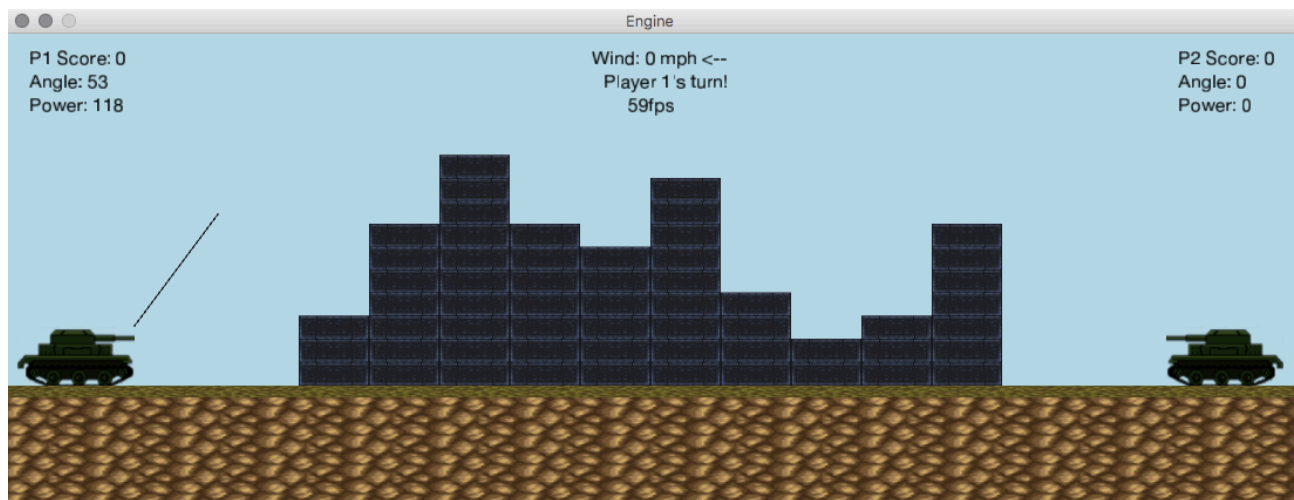 Engine
P1 Score: 0
Angle: 53
Power: 118
Wind: 0 mph <--
Player 1's turn!
59fps
P2 Score: 0
Angle: 0
Power: 0